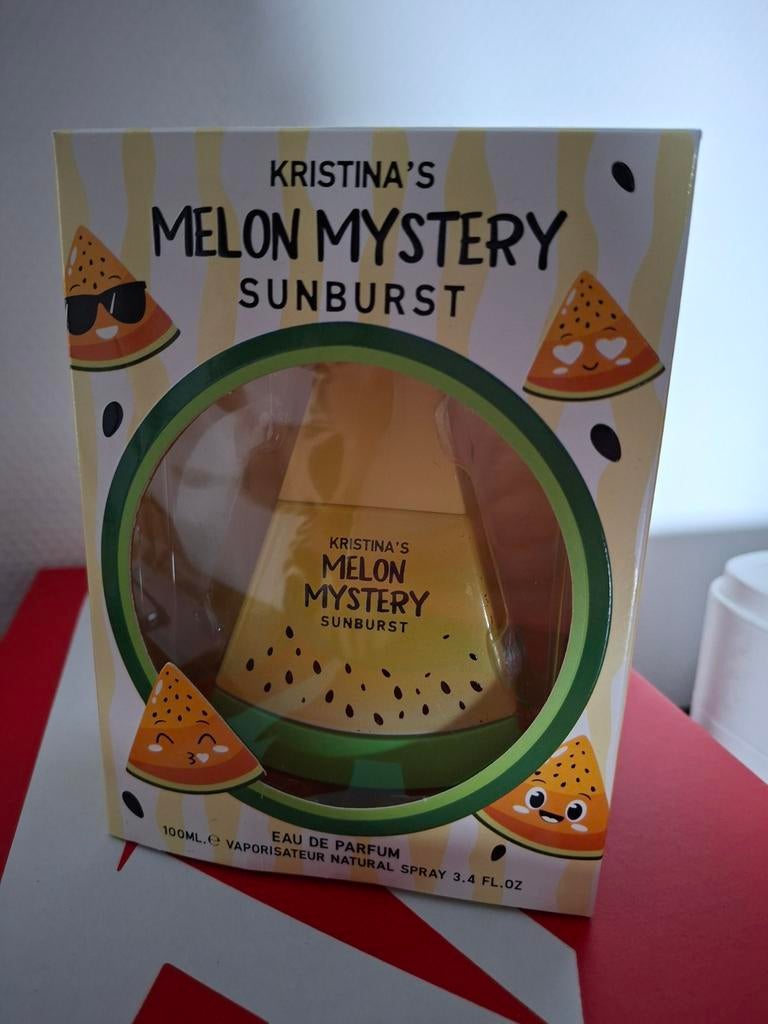 KRISTINA'S
MELON MYSTERY
SUNBURST
KRISTINA'S
MELON
MYSTERY
SUNBURST
EAU DE PARFUM
100ML.℮ VAPORISATEUR NATURAL SPRAY 3.4 FL.OZ